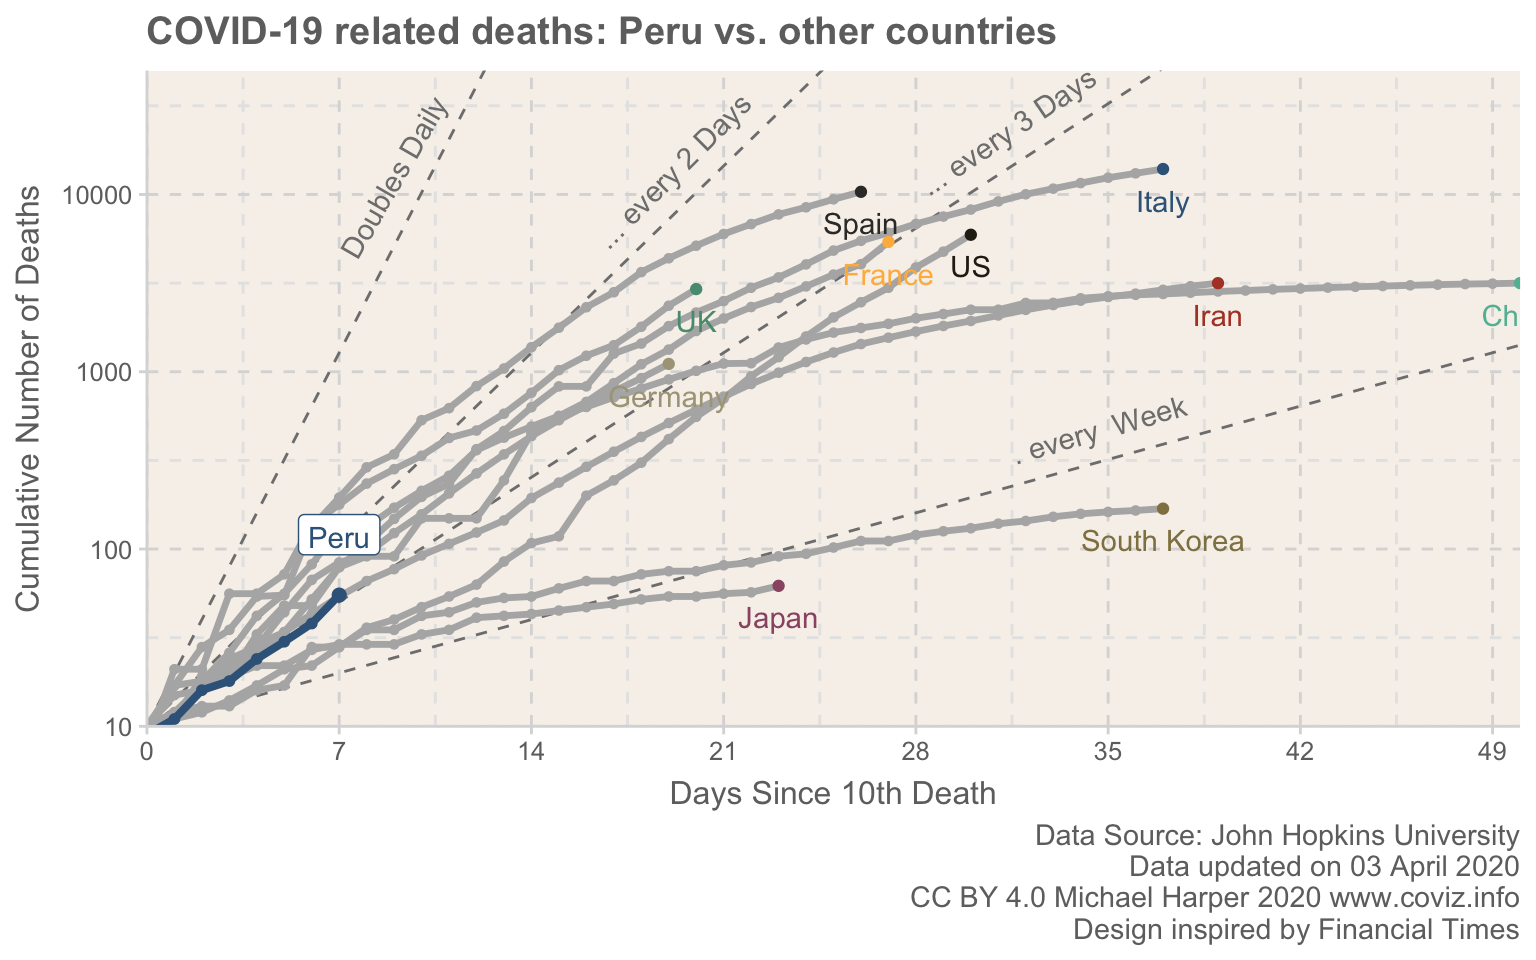 COVID-19 related deaths: Peru vs. other countries
Cumulative Number of Deaths
10000
1000
100
10
Doubles Daily
... every 2 Days
... every 3 Days
. every Week
Spain
Italy
France
US
UK
Iran
Ch
Germany
Peru
South Korea
Japan
0 7 14 21 28 35 42 49
Days Since 10th Death
Data Source: John Hopkins University
Data updated on 03 April 2020
CC BY 4.0 Michael Harper 2020 www.coviz.info
Design inspired by Financial Times